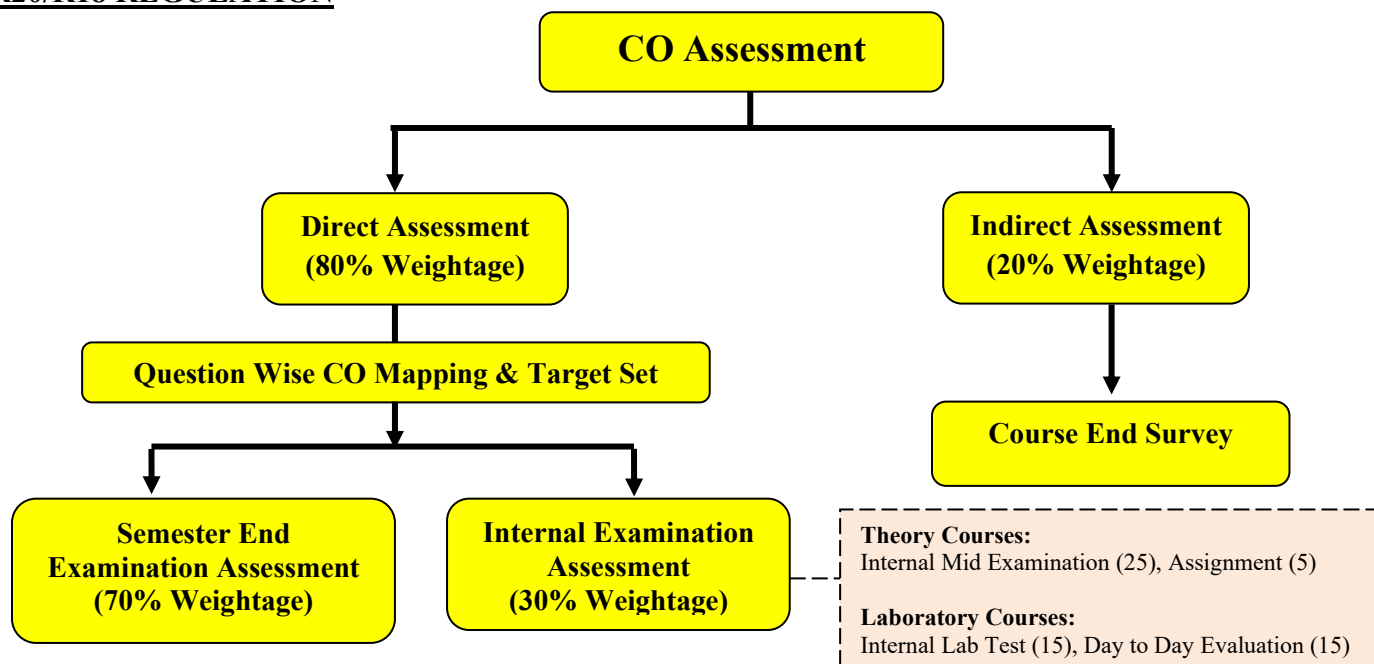 REGULATION
CO Assessment
Direct Assessment
(80% Weightage)
Indirect Assessment
(20% Weightage)
Question Wise CO Mapping & Target Set
Course End Survey
Semester End
Examination Assessment
(70% Weightage)
Internal Examination
Assessment
(30% Weightage)
Theory Courses:
Internal Mid Examination (25), Assignment (5)
Laboratory Courses:
Internal Lab Test (15), Day to Day Evaluation (15)